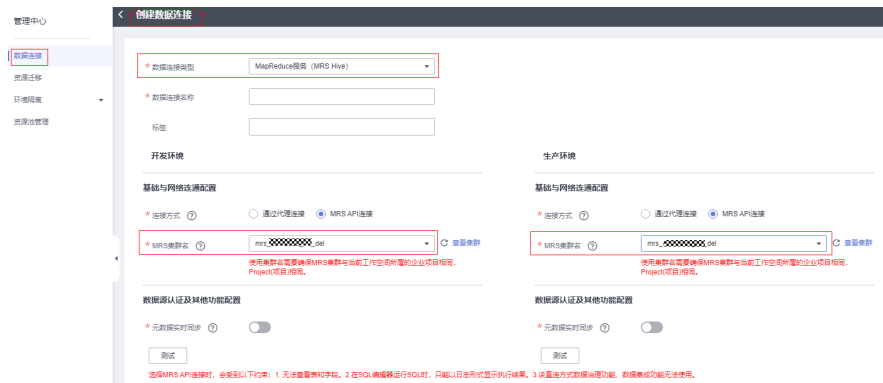 管理中心
创建数据连接
数据连接
资源迁移
环境隔离
资源池管理
* 数据连接类型
MapReduce服务（MRS Hive）
* 数据连接名称
标签
开发环境
生产环境
基础与网络连通配置
基础与网络连通配置
* 连接方式 通过代理连接 MRS API连接
* 连接方式 通过代理连接 MRS API连接
* MRS集群名 mrs_ _del 查看集群
* MRS集群名 mrs_ _del 查看集群
使用集群名需要确保MRS集群与当前工作空间所属的企业项目相同，
Project(项目)相同。
使用集群名需要确保MRS集群与当前工作空间所属的企业项目相同，
Project(项目)相同。
数据源认证及其他功能配置
数据源认证及其他功能配置
* 元数据实时同步
* 元数据实时同步
测试
测试
选择MRS API连接时，会受到以下约束：1. 无法查看表和字段。2.在SQL编辑器运行SQL时，只能以日志形式显示执行结果。3.该直连方式数据治理功能、数据集成功能无法使用。